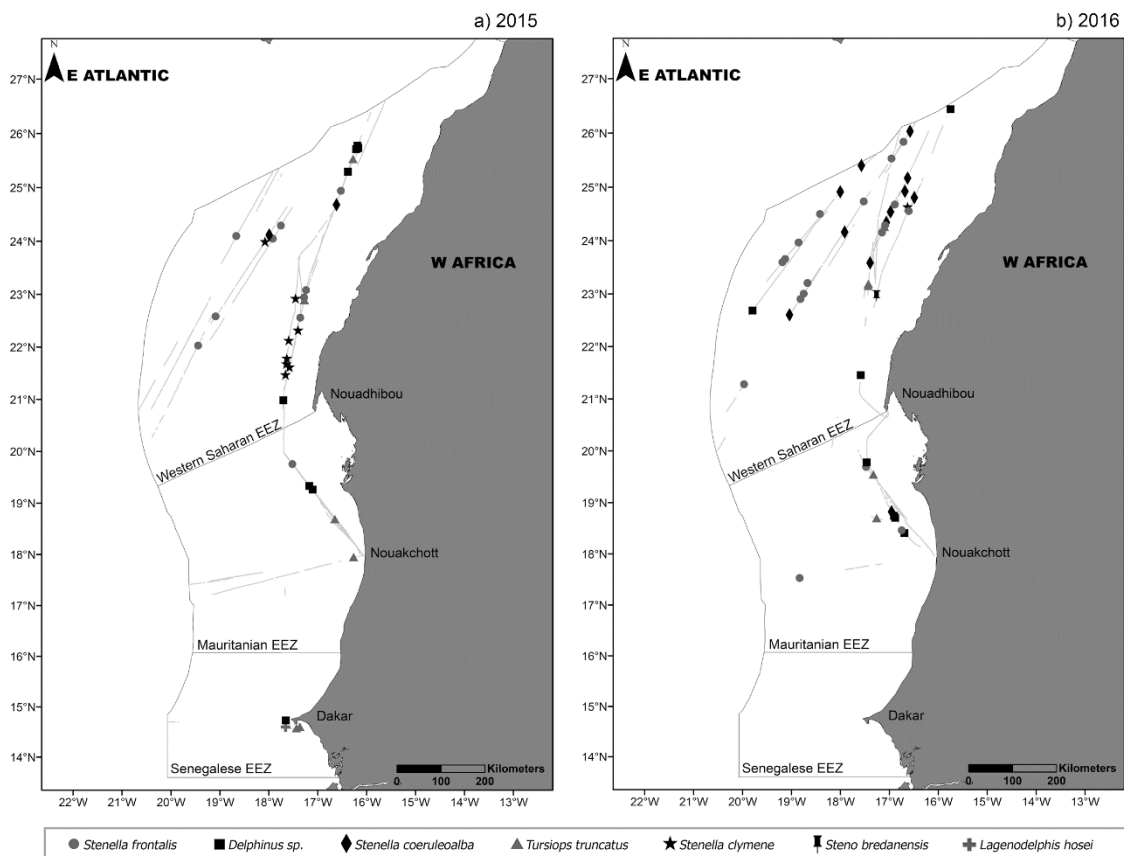 a) 2015
N
E ATLANTIC
27°N
26°N
25°N
24°N
23°N
22°N
21°N
20°N
19°N
18°N
17°N
16°N
15°N
14°N
W AFRICA
Nouadhibou
Western Saharan EEZ
Nouakchott
Mauritanian EEZ
Dakar
Senegalese EEZ
Kilometers
0 100 200
22°W 21°W 20°W 19°W 18°W 17°W 16°W 15°W 14°W 13°W
b) 2016
N
E ATLANTIC
27°N
26°N
25°N
24°N
23°N
22°N
21°N
20°N
19°N
18°N
17°N
16°N
15°N
14°N
W AFRICA
Nouadhibou
Western Saharan EEZ
Nouakchott
Mauritanian EEZ
Dakar
Senegalese EEZ
Kilometers
0 100 200
22°W 21°W 20°W 19°W 18°W 17°W 16°W 15°W 14°W 13°W
Stenella frontalis Delphinus sp. Stenella coeruleoalba Tursiops truncatus Stenella clymene Steno bredanensis Lagenodelphis hosei